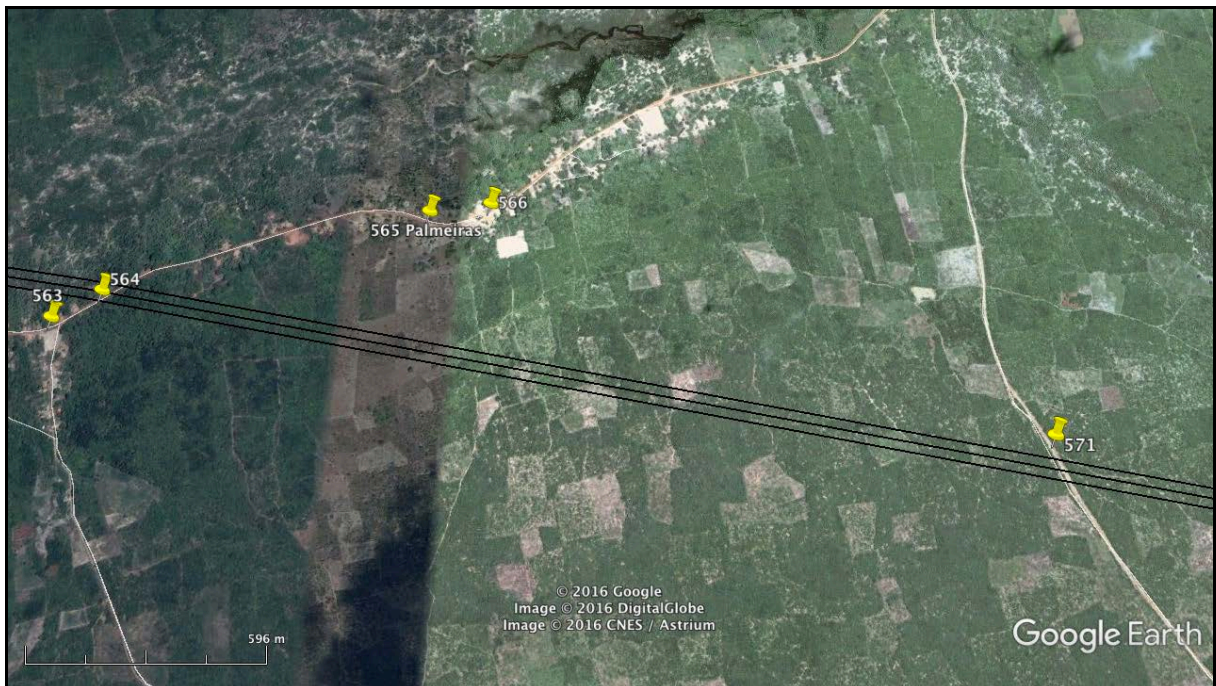 566
565 Palmeiras
564
563
571
© 2016 Google
Image © 2016 DigitalGlobe
Image © 2016 CNES / Astrium
596 m
Google Earth